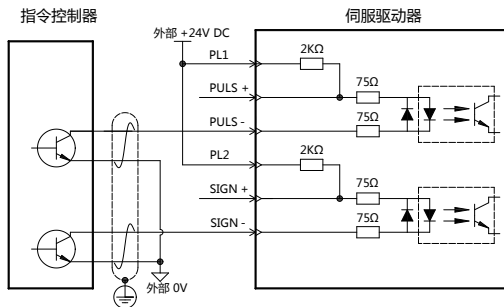 指令控制器
伺服驱动器
外部 +24V DC
PL1
2KΩ
PULS +
75Ω
PULS -
75Ω
PL2
2KΩ
SIGN +
75Ω
SIGN -
75Ω
外部 0V